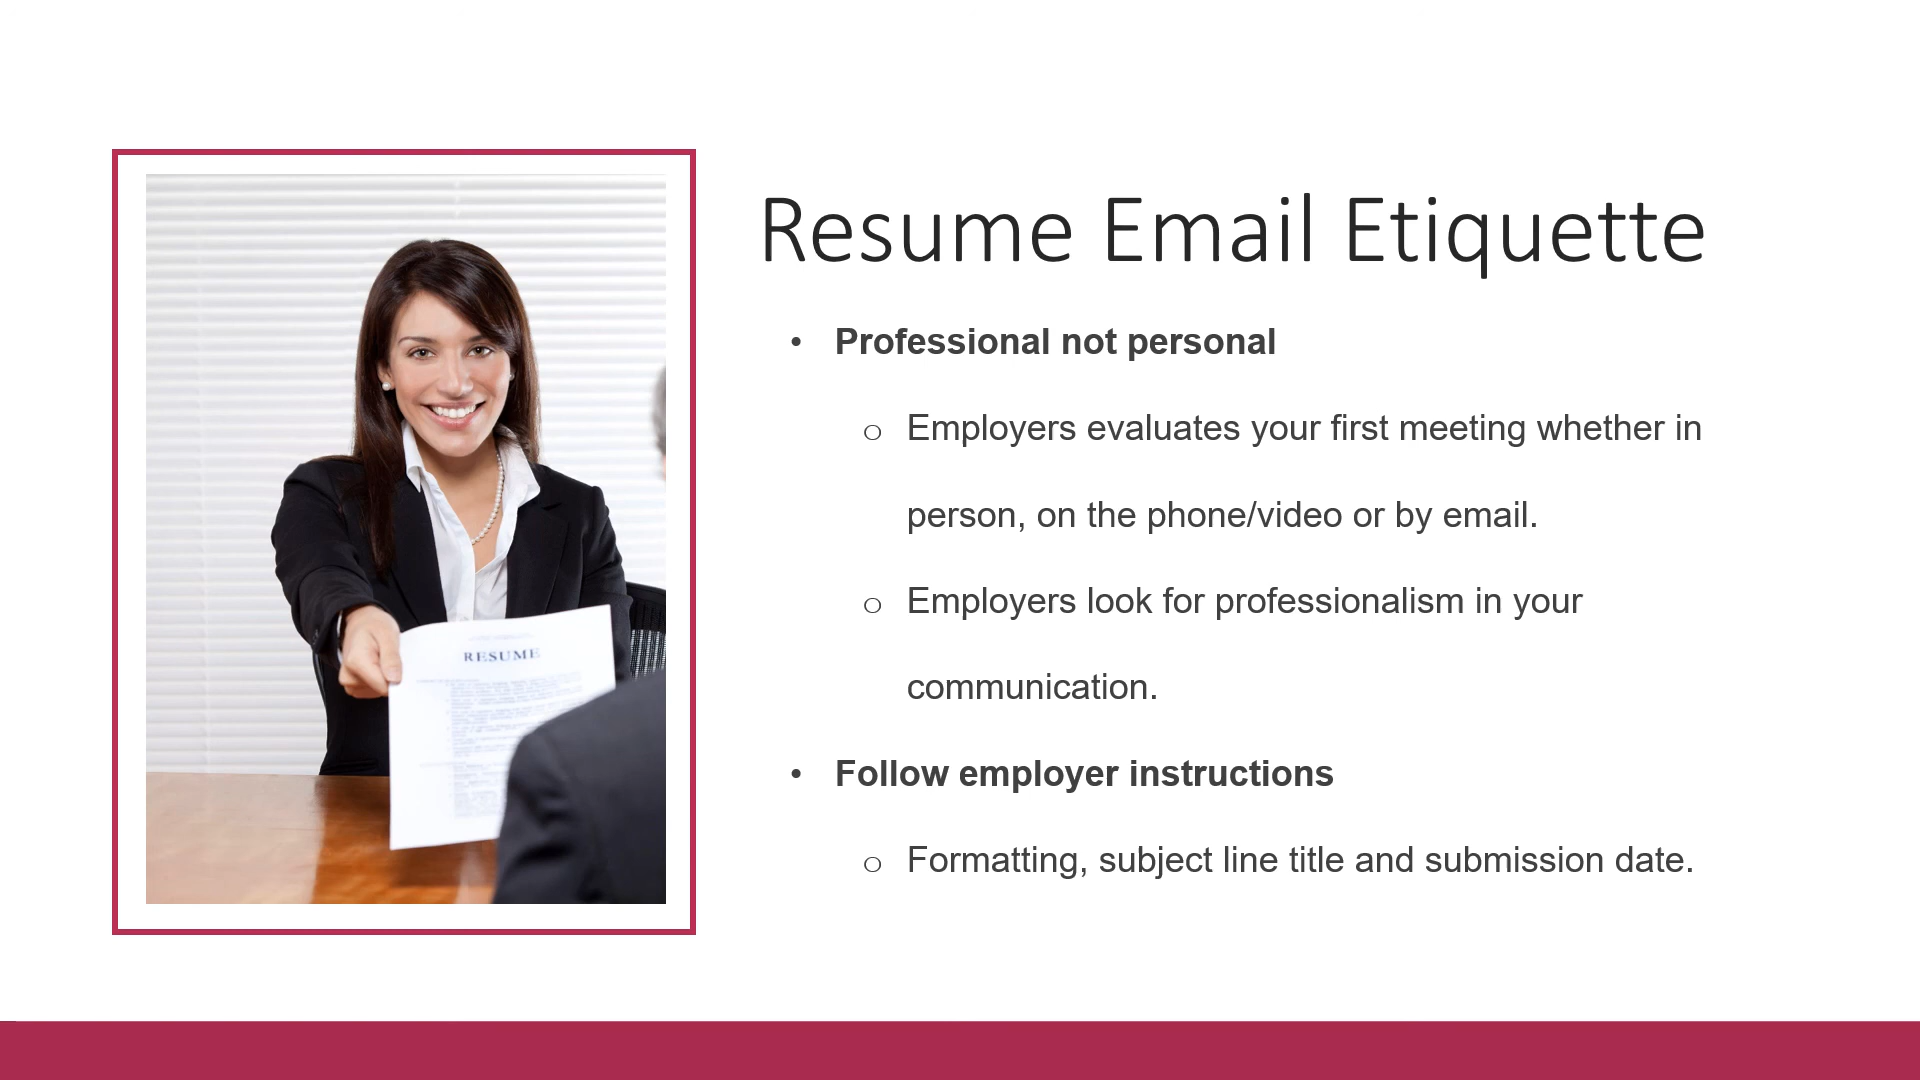 Resume Email Etiquette
• Professional not personal
o Employers evaluates your first meeting whether in
person, on the phone/video or by email.
o Employers look for professionalism in your
communication.
• Follow employer instructions
o Formatting, subject line title and submission date.
RESUME